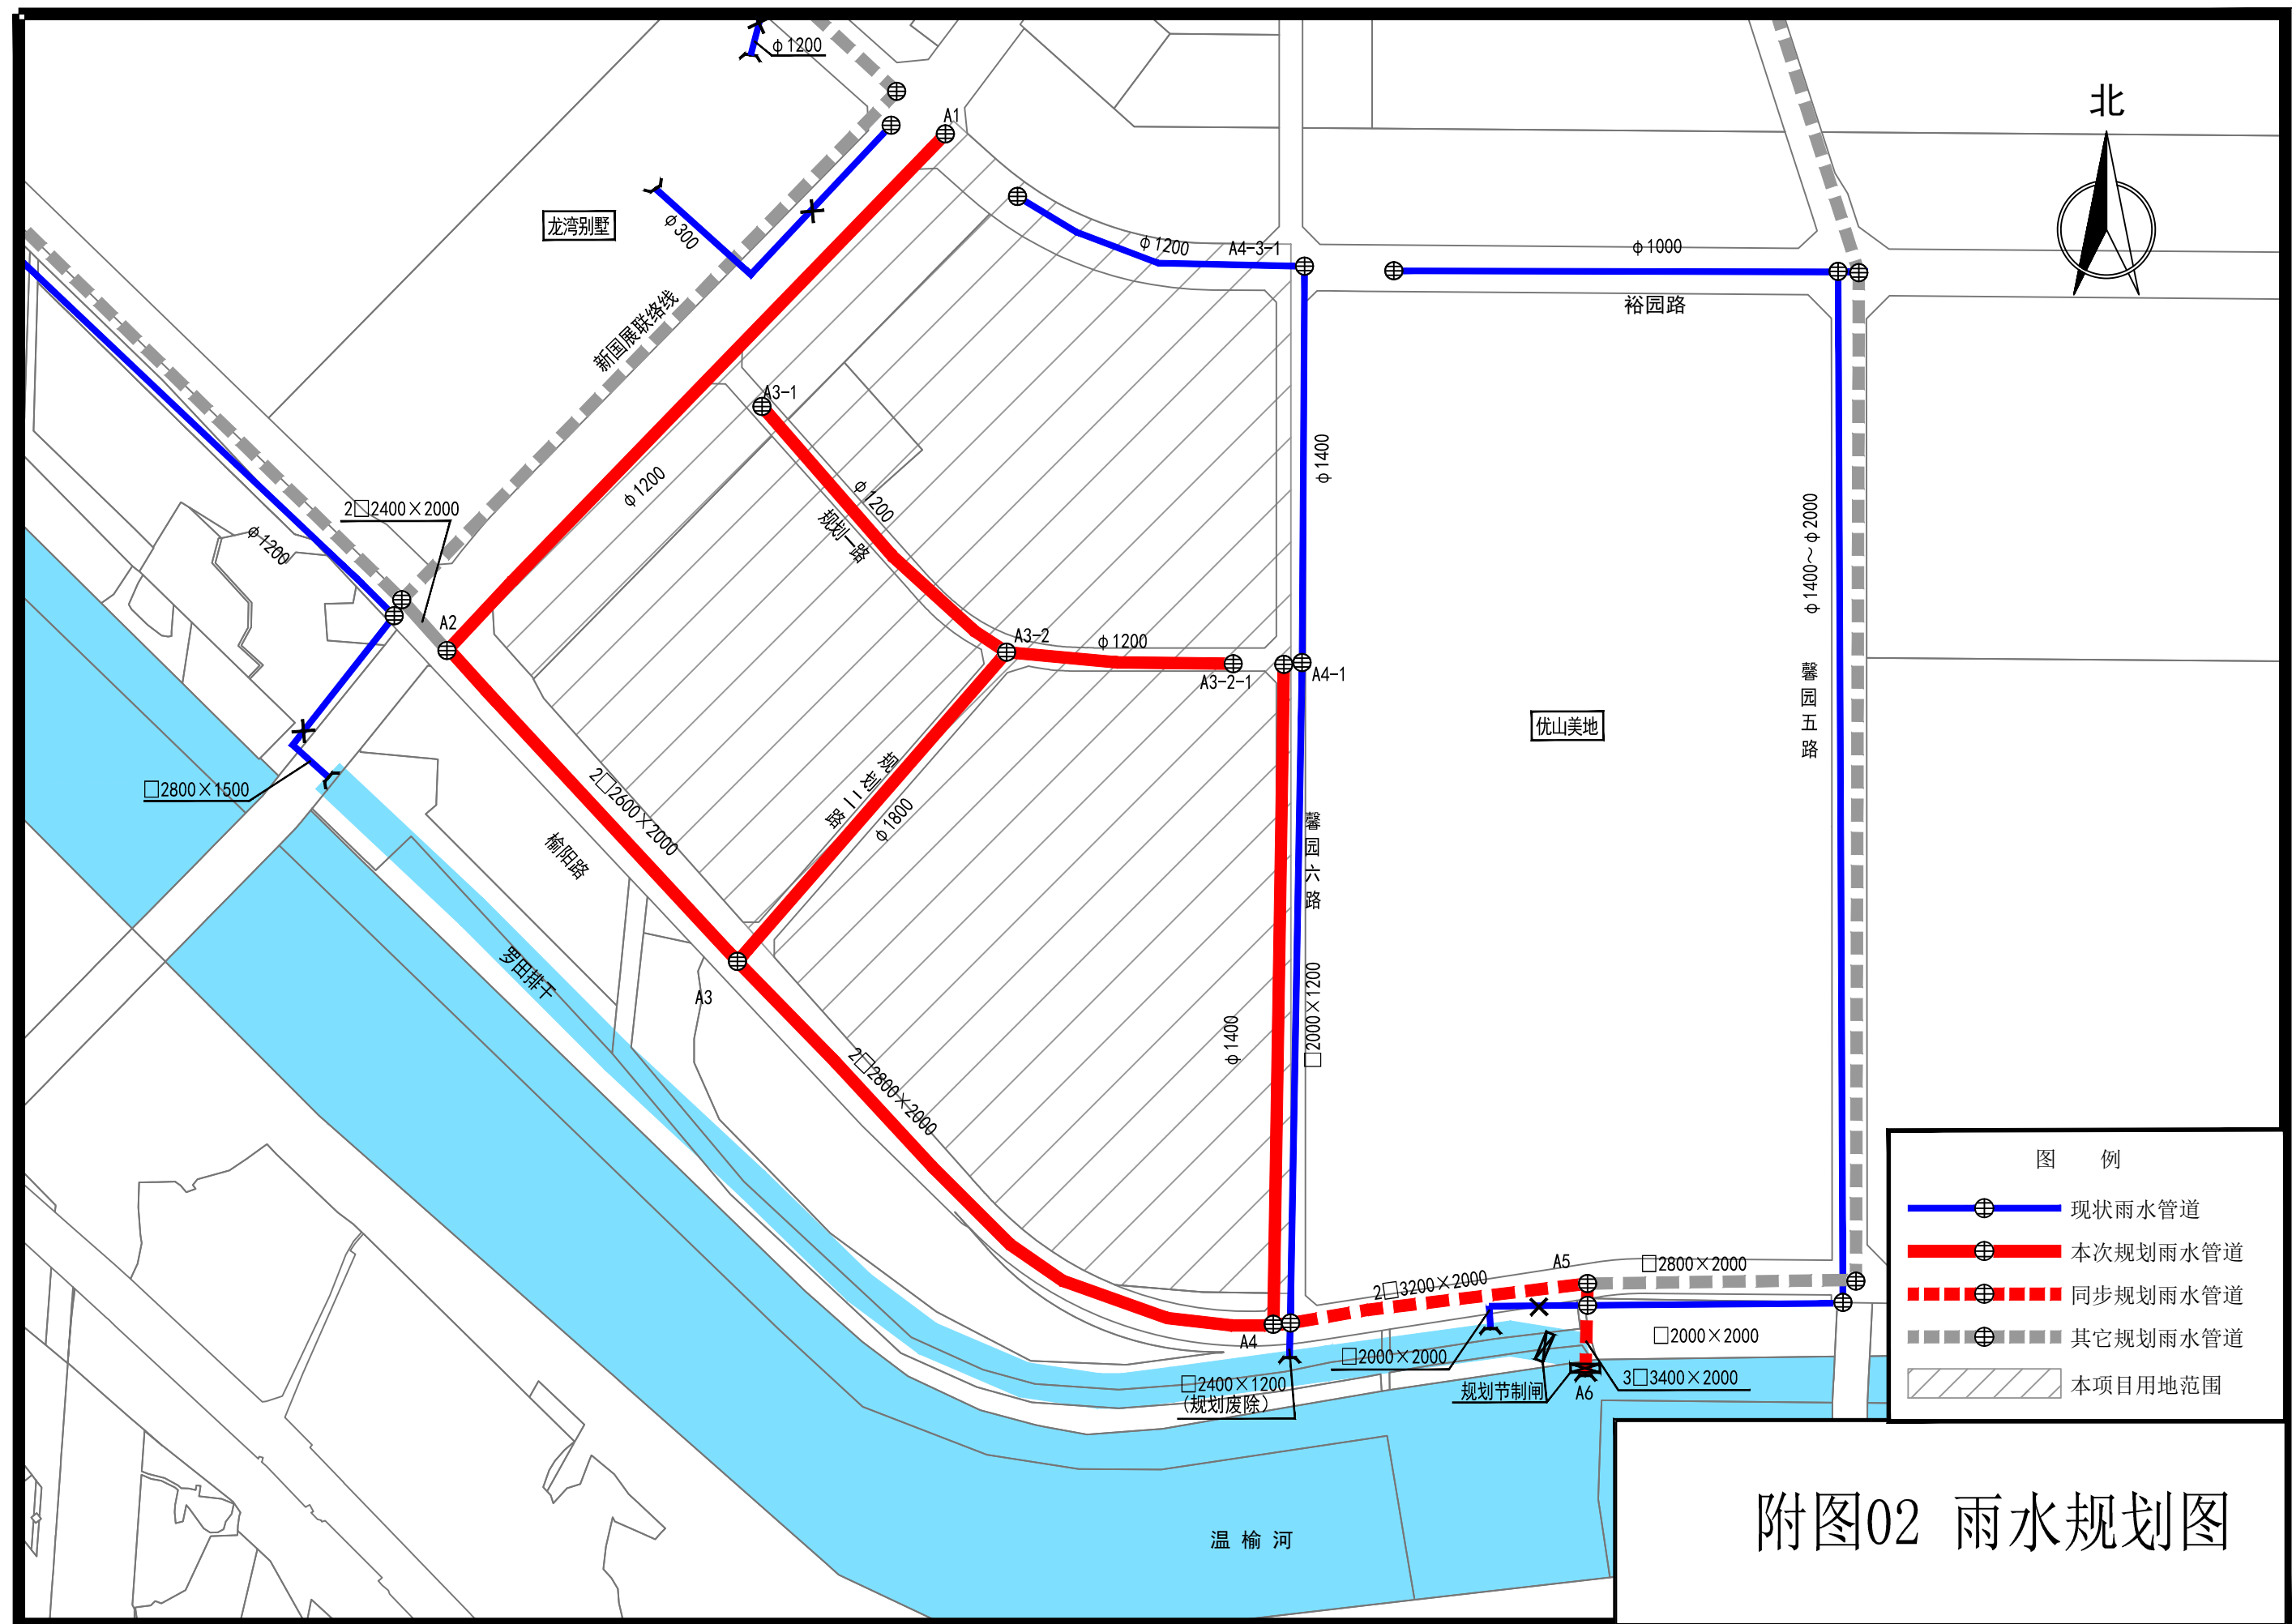 φ1200
北
A1
龙湾别墅
φ300
φ1200
A4-3-1
φ1000
裕园路
新国展联络线
A3-1
φ1200
φ1200
规划一路
φ1400
φ1400～φ2000
2□2400×2000
φ1200
A2
A3-2
φ1200
A3-2-1
A4-1
馨园五路
优山美地
□2800×1500
2□2600×2000
规划二路
φ1800
榆阳路
馨园六路
罗田排干
A3
φ1400
□2000×1200
2□2800×2000
图 例
现状雨水管道
本次规划雨水管道
同步规划雨水管道
其它规划雨水管道
本项目用地范围
A5
□2800×2000
2□3200×2000
A4
□2000×2000
□2000×2000
□2400×1200
(规划废除)
规划节制闸
A6
3□3400×2000
温榆河
附图02 雨水规划图